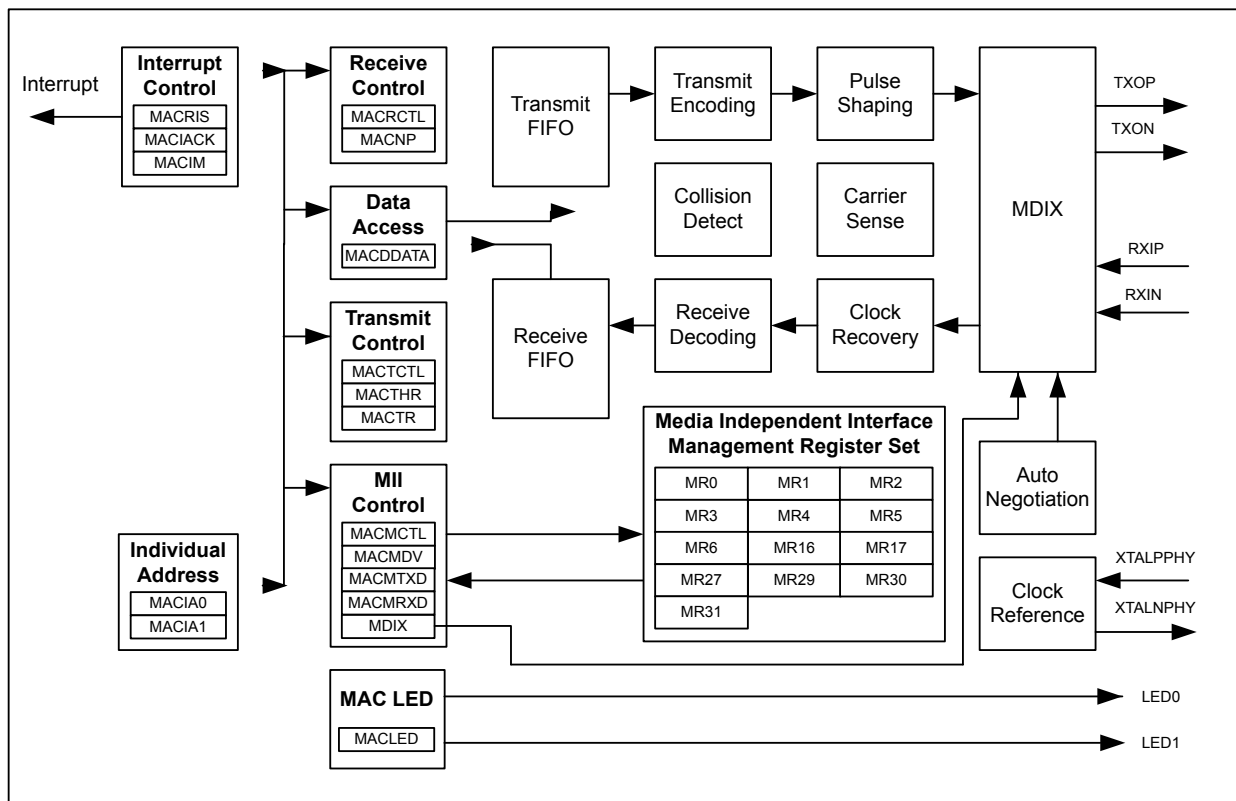 Interrupt
Interrupt
Control
MACRIS
MACIACK
MACIM
Receive
Control
MACRCTL
MACNP
Data
Access
MACDDATA
Transmit
Control
MACTCTL
MACTHR
MACTR
MII
Control
MACMCTL
MACMDV
MACMTXD
MACMRXD
MDIX
Individual
Address
MACIA0
MACIA1
MAC LED
MACLED
Transmit
FIFO
Receive
FIFO
Transmit
Encoding
Pulse
Shaping
Collision
Detect
Carrier
Sense
Receive
Decoding
Clock
Recovery
MDIX
TXOP
TXON
RXIP
RXIN
Media Independent Interface
Management Register Set
MR0 MR1 MR2
MR3 MR4 MR5
MR6 MR16 MR17
MR27 MR29 MR30
MR31
Auto
Negotiation
Clock
Reference
XTALPPHY
XTALNPHY
LED0
LED1